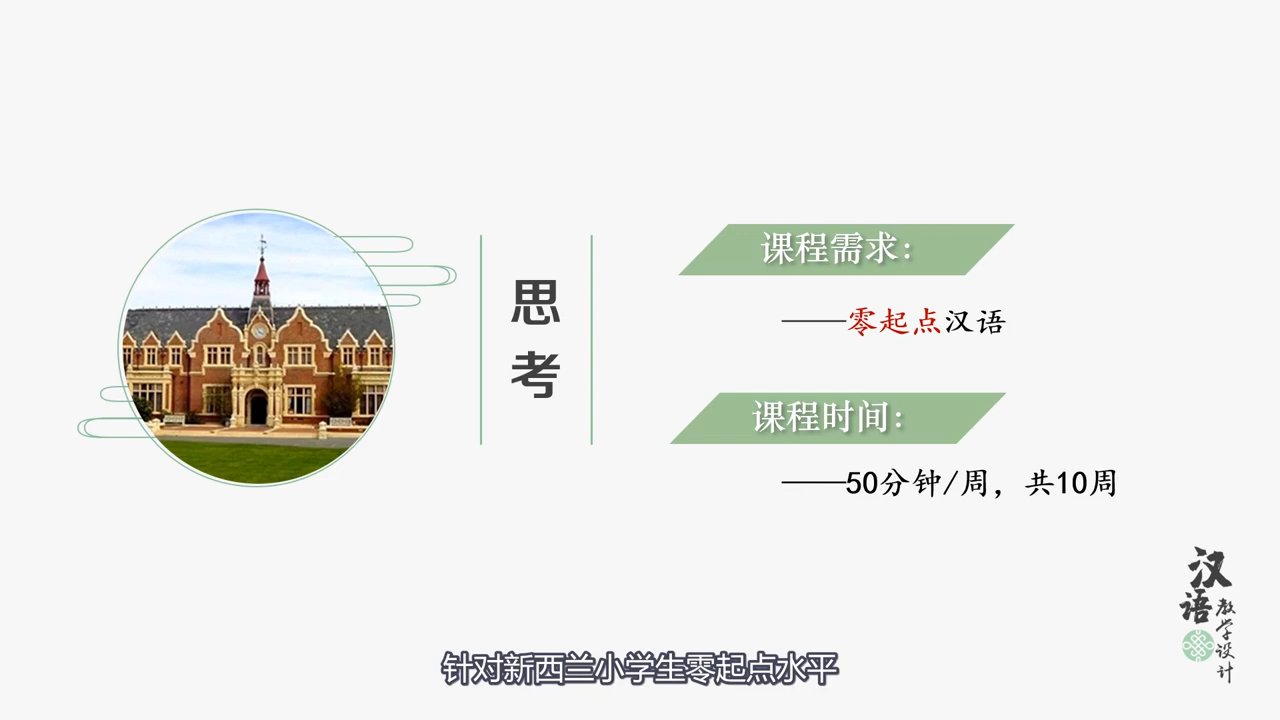 思
考
课程需求：
——零起点汉语
课程时间：
——50分钟/周，共10周
汉语
教学设计
针对新西兰小学生零起点水平